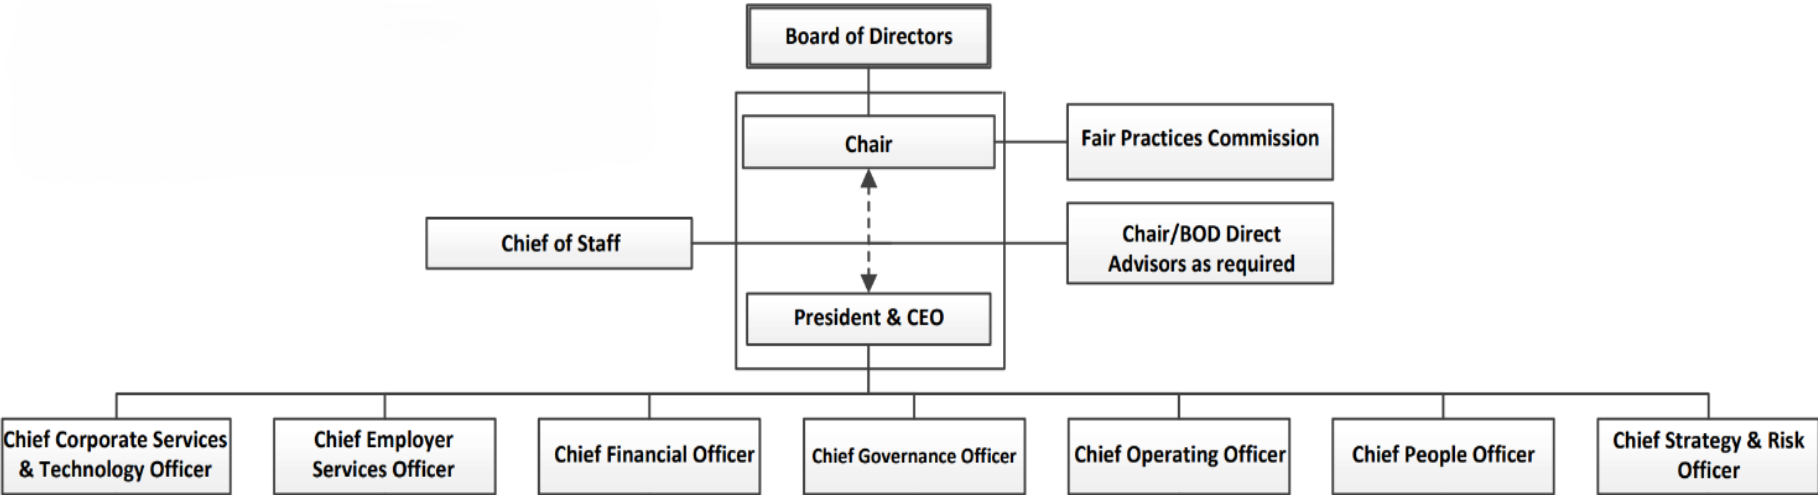 Board of Directors
Chair
Fair Practices Commission
Chief of Staff
Chair/BOD Direct
Advisors as required
President & CEO
Chief Corporate Services
& Technology Officer
Chief Employer
Services Officer
Chief Financial Officer
Chief Governance Officer
Chief Operating Officer
Chief People Officer
Chief Strategy & Risk
Officer